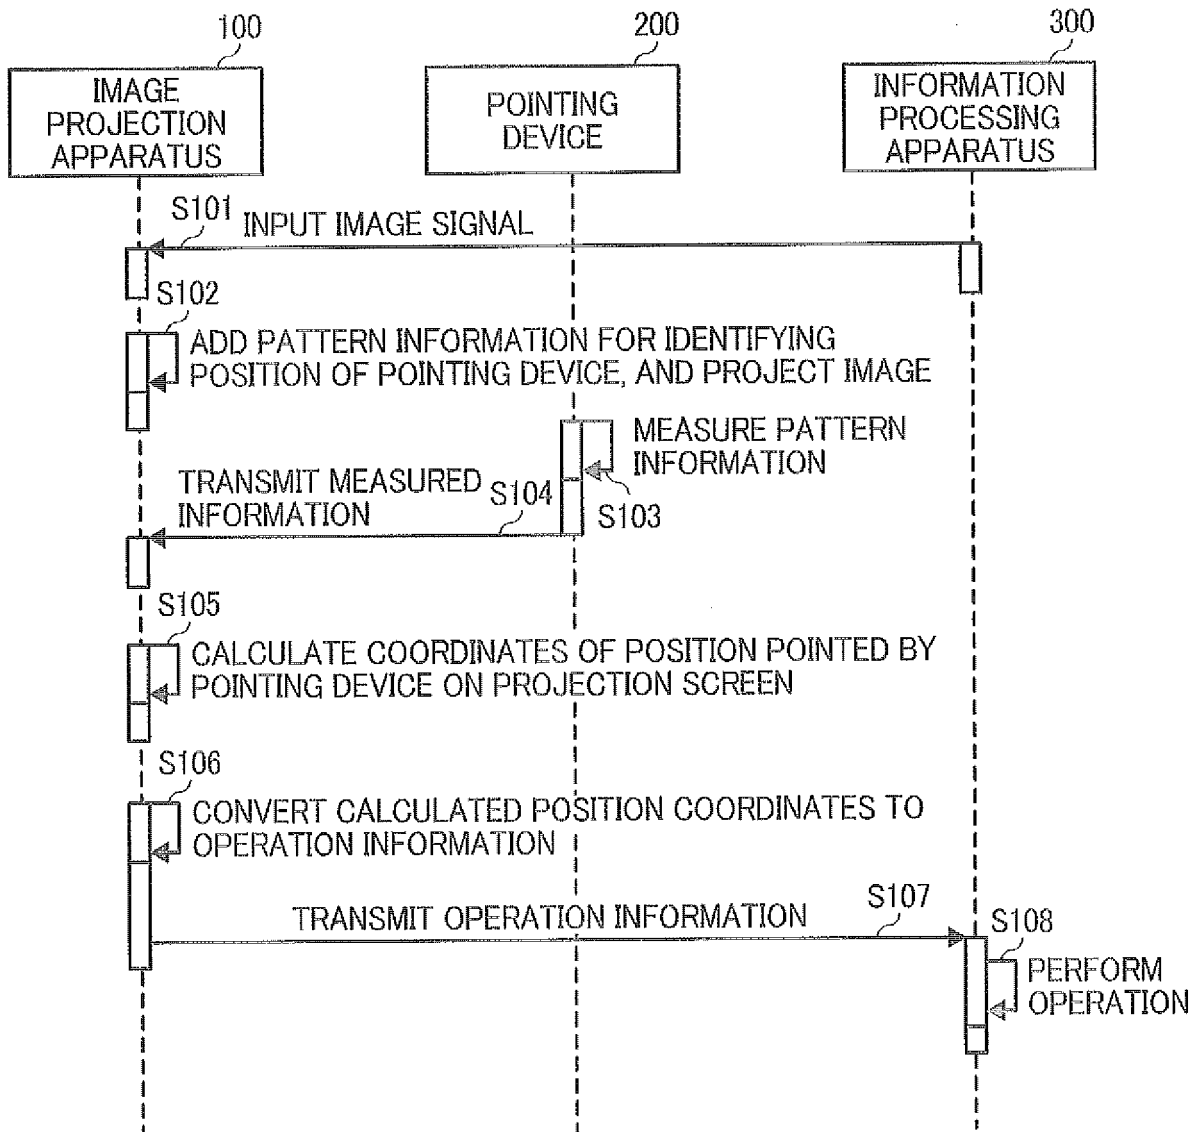 100
200
300
IMAGE
PROJECTION
APPARATUS
POINTING
DEVICE
INFORMATION
PROCESSING
APPARATUS
S101
INPUT IMAGE SIGNAL
S102
ADD PATTERN INFORMATION FOR IDENTIFYING
POSITION OF POINTING DEVICE, AND PROJECT IMAGE
MEASURE PATTERN
INFORMATION
S103
TRANSMIT MEASURED
INFORMATION
S104
S105
CALCULATE COORDINATES OF POSITION POINTED BY
POINTING DEVICE ON PROJECTION SCREEN
S106
CONVERT CALCULATED POSITION COORDINATES TO
OPERATION INFORMATION
TRANSMIT OPERATION INFORMATION
S107
S108
PERFORM
OPERATION